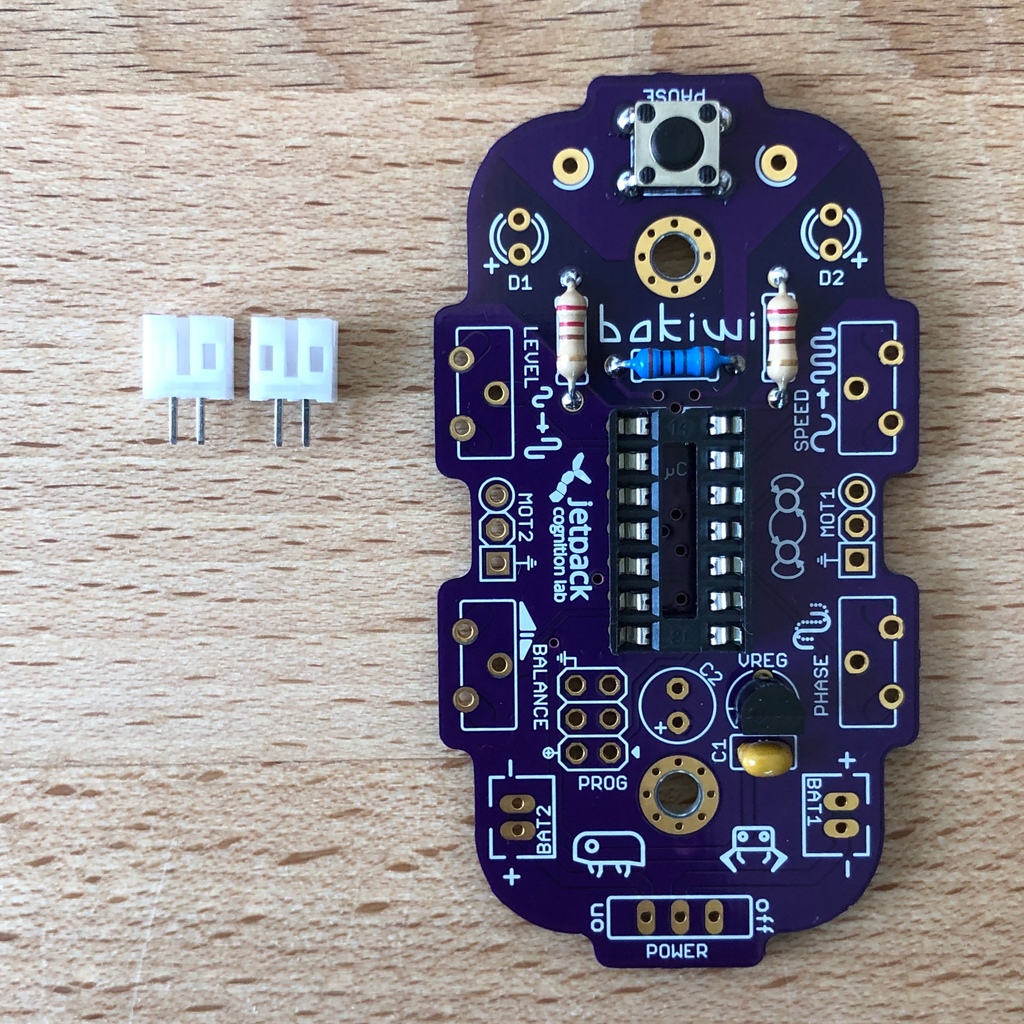 PAUSE
D1
D2
bakiwi
LEVEL
SPEED
14
µC
jetpack
cognition lab
MOT2
MOT1
BALANCE
PHASE
VREG
C2
C1
PROG
BAT2
BAT1
on
off
POWER